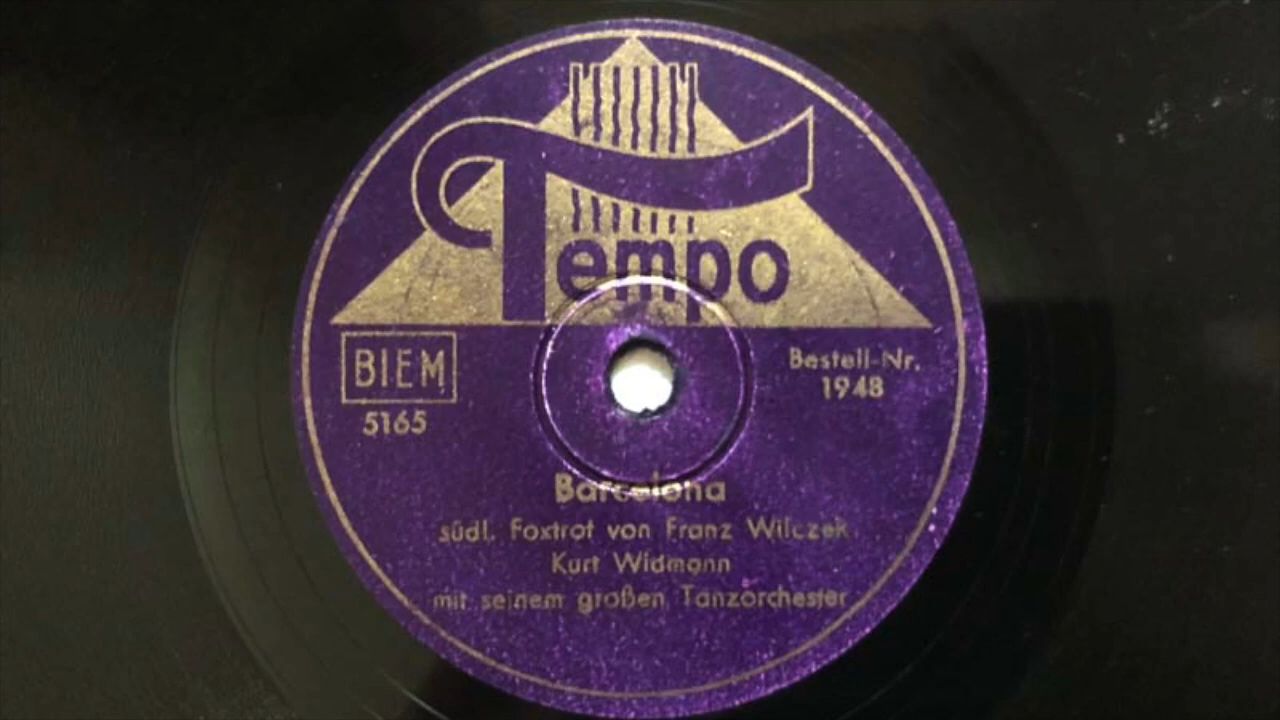 Tempo
BIEM
5165
Bestell-Nr.
1948
Barcelona
südl. Foxtrot von Franz Wilczek
Kurt Widmann
mit seinem großen Tanzorchester